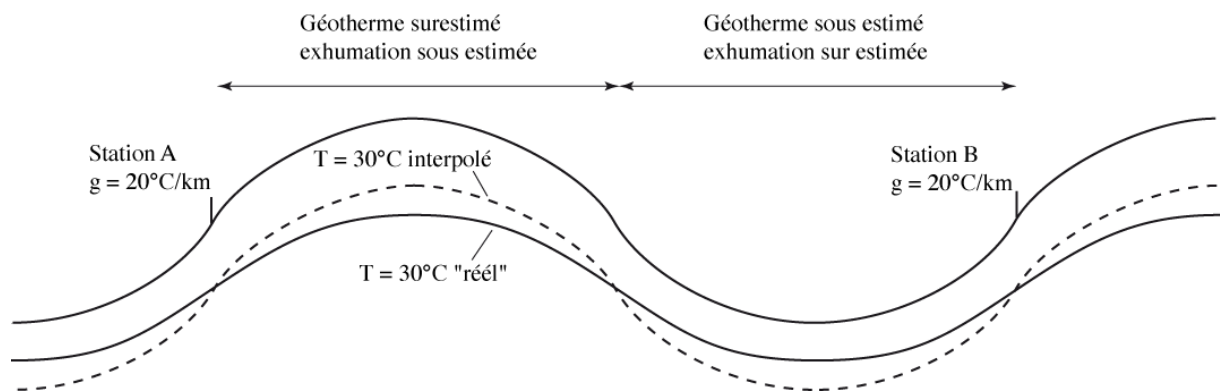 Géotherme surestimé
exhumation sous estimée
Géotherme sous estimé
exhumation sur estimée
Station A
g = 20°C/km
T = 30°C interpolé
Station B
g = 20°C/km
T = 30°C "réél"